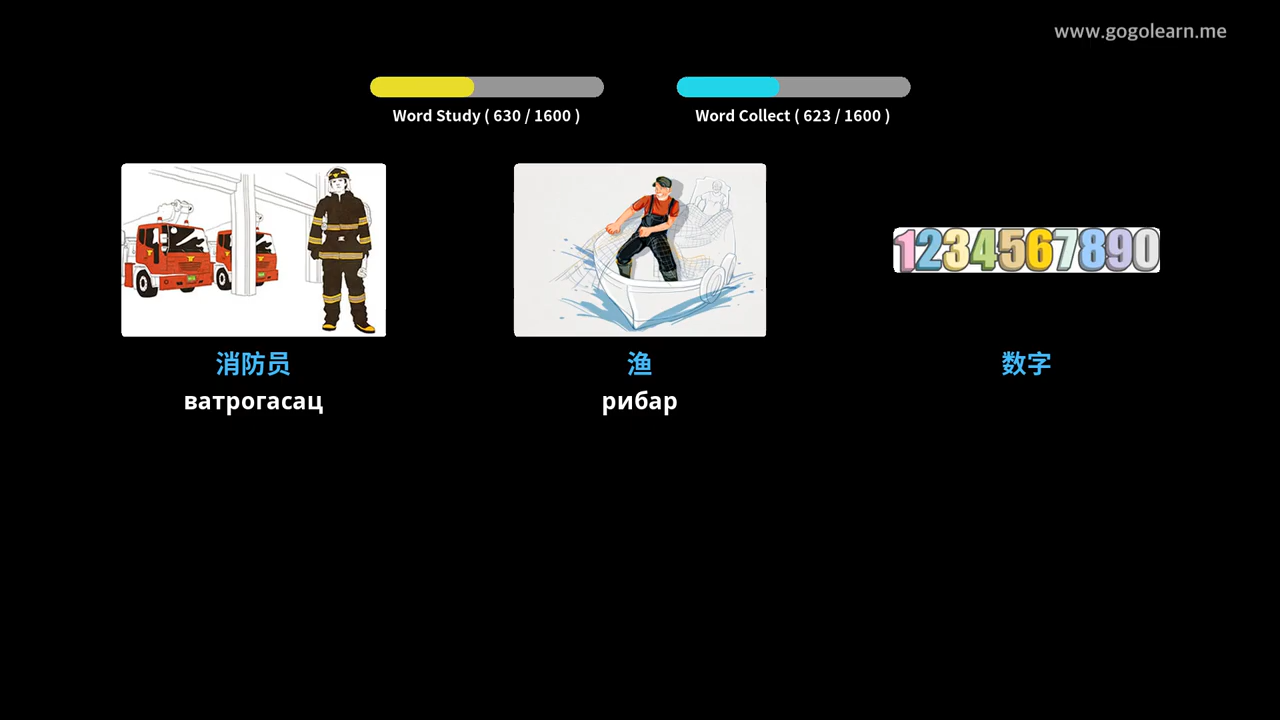 www.gogolearn.me
Word Study ( 630 / 1600 )
Word Collect ( 623 / 1600 )
1234567890
消防员
渔
数字
ватрогасац
рибар